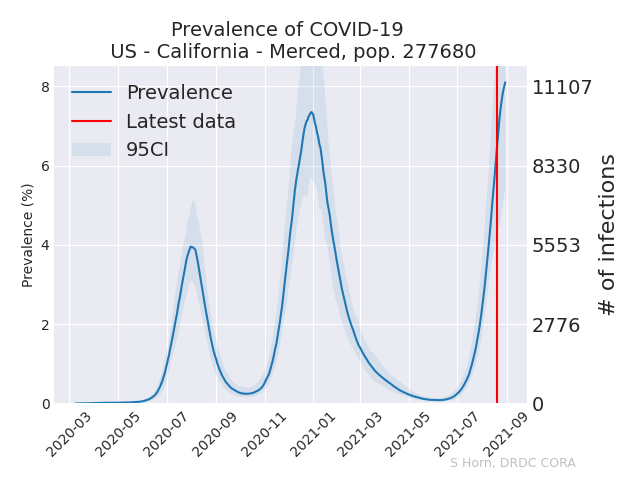 Prevalence of COVID-19
US - California - Merced, pop. 277680
Prevalence
Latest data
95CI
Prevalence (%)
8
6
4
2
0
11107
8330
5553
2776
0
# of infections
2020-03
2020-05
2020-07
2020-09
2020-11
2021-01
2021-03
2021-05
2021-07
2021-09
S Horn, DRDC CORA